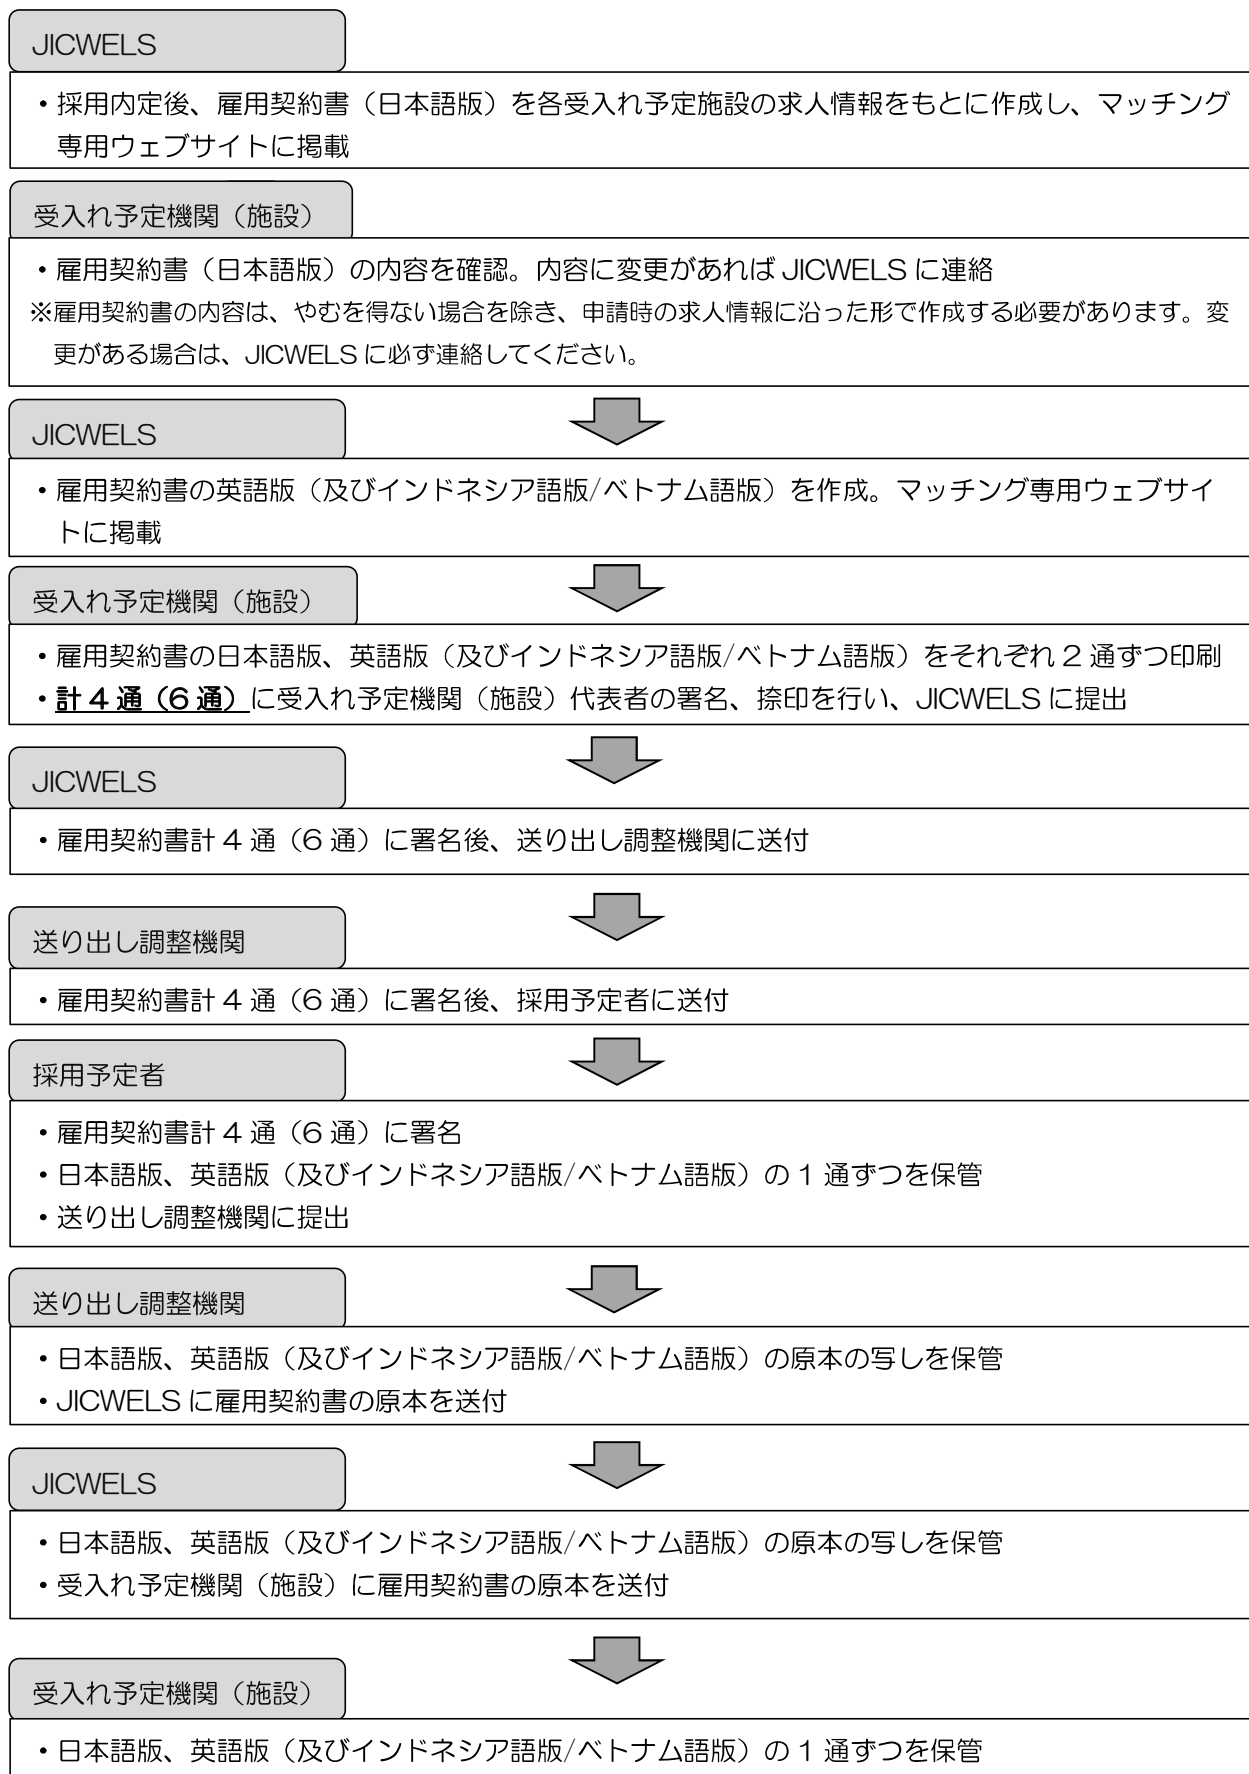 JICWELS
・採用内定後、雇用契約書（日本語版）を各受入れ予定施設の求人情報をもとに作成し、マッチング
専用ウェブサイトに掲載
受入れ予定機関（施設）
・雇用契約書（日本語版）の内容を確認。内容に変更があれば JICWELS に連絡
※雇用契約書の内容は、やむを得ない場合を除き、申請時の求人情報に沿った形で作成する必要があります。変
更がある場合は、JICWELS に必ず連絡してください。
JICWELS
・雇用契約書の英語版（及びインドネシア語版/ベトナム語版）を作成。マッチング専用ウェブサイ
トに掲載
受入れ予定機関（施設）
・雇用契約書の日本語版、英語版（及びインドネシア語版/ベトナム語版）をそれぞれ 2 通ずつ印刷
・計 4 通（6 通）に受入れ予定機関（施設）代表者の署名、捺印を行い、JICWELS に提出
JICWELS
・雇用契約書計 4 通（6 通）に署名後、送り出し調整機関に送付
送り出し調整機関
・雇用契約書計 4 通（6 通）に署名後、採用予定者に送付
採用予定者
・雇用契約書計 4 通（6 通）に署名
・日本語版、英語版（及びインドネシア語版/ベトナム語版）の 1 通ずつを保管
・送り出し調整機関に提出
送り出し調整機関
・日本語版、英語版（及びインドネシア語版/ベトナム語版）の原本の写しを保管
・JICWELS に雇用契約書の原本を送付
JICWELS
・日本語版、英語版（及びインドネシア語版/ベトナム語版）の原本の写しを保管
・受入れ予定機関（施設）に雇用契約書の原本を送付
受入れ予定機関（施設）
・日本語版、英語版（及びインドネシア語版/ベトナム語版）の 1 通ずつを保管